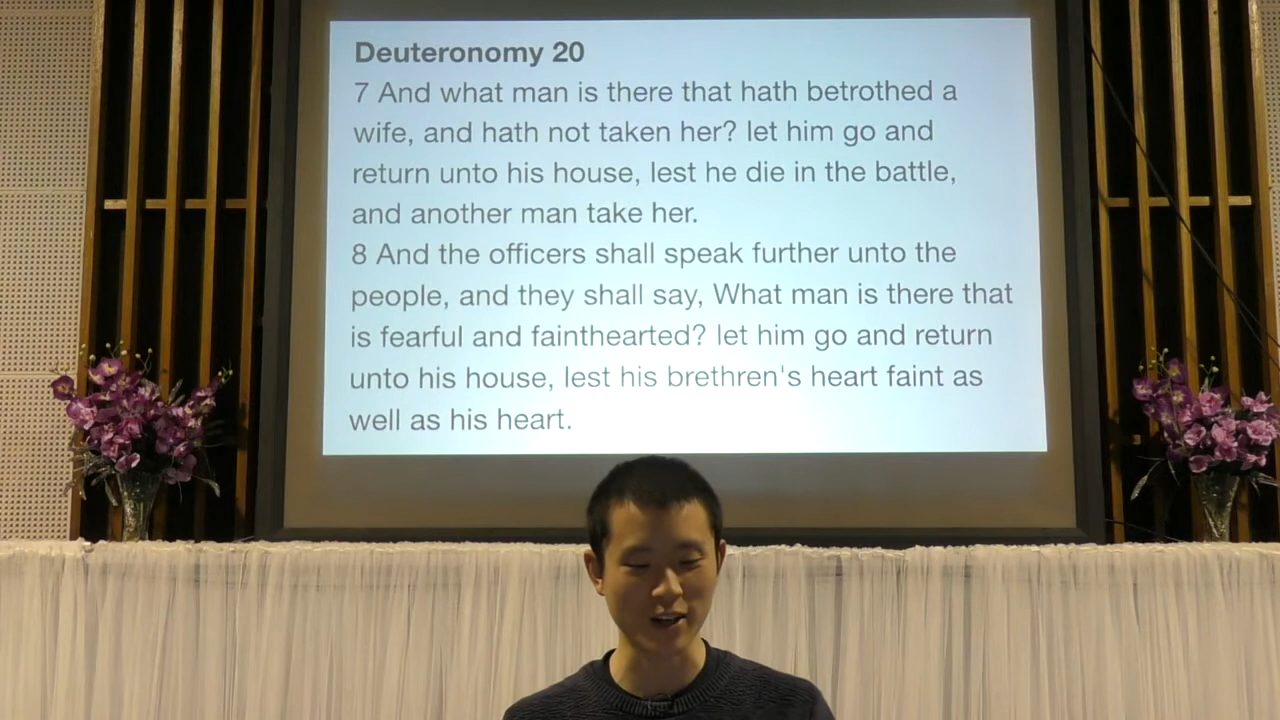 Deuteronomy 20
7 And what man is there that hath betrothed a
wife, and hath not taken her? let him go and
return unto his house, lest he die in the battle,
and another man take her.
8 And the officers shall speak further unto the
people, and they shall say, What man is there that
is fearful and fainthearted? let him go and return
unto his house, lest his brethren's heart faint as
well as his heart.